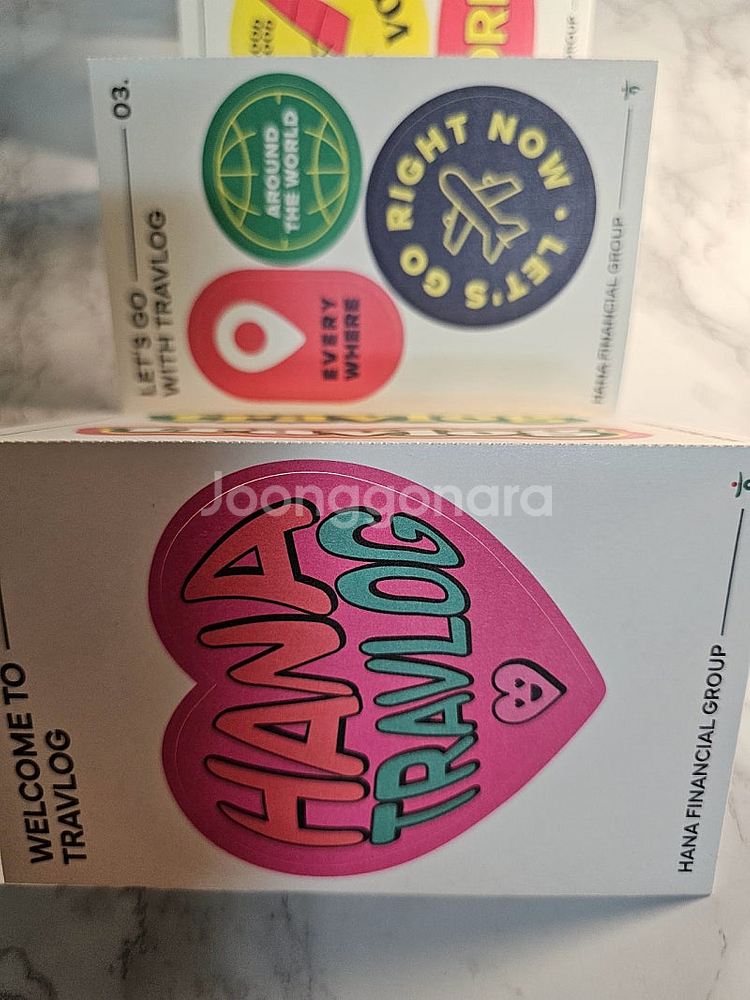 03.
LET'S GO
WITH TRAVLOG
AROUND
THE WORLD
RIGHT NOW · LET'S GO
EVERY
WHERE
HANA FINANCIAL GROUP
Joonggonara
WELCOME TO
TRAVLOG
HANA
TRAVLOG
HANA FINANCIAL GROUP